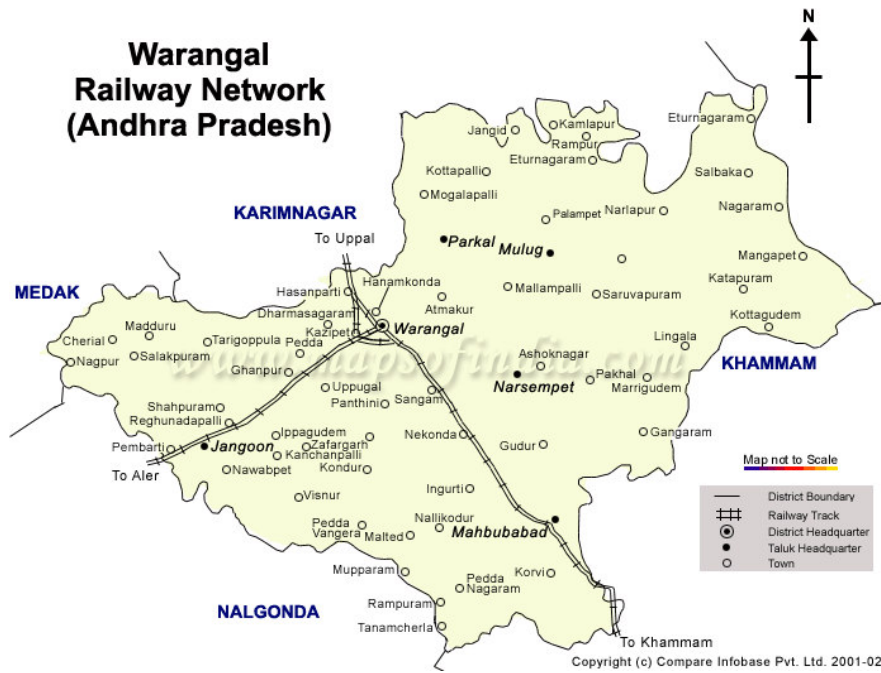 Warangal
Railway Network
(Andhra Pradesh)
N
KARIMNAGAR
To Uppal
MEDAK
KHAMMAM
NALGONDA
Jangid
Kamlapur
Rampur
Eturnagaram
Eturnagaram
Kottapalli
Mogalapalli
Salbaka
Palampet
Narlapur
Nagaram
Parkal
Mulug
Mangapet
Hasanparti
Hanamkonda
Atmakur
Mallampalli
Saruvapuram
Katapuram
Dharmasagaram
Kazipet
Warangal
Kottagudem
Madduru
Cherial
Tarigoppula
Pedda
Ghanpur
Salakpuram
Nagpur
Lingala
www.mapsofindia.com
Ashoknagar
Narsempet
Pakhal
Marrigudem
Uppugal
Panthini
Sangam
Shahpuram
Reghunadapalli
Pembarti
Jangoon
Ippagudem
Zafargarh
Kanchanpalli
Kondur
Nekonda
Gudur
Gangaram
To Aler
Nawabpet
Visnur
Ingurti
Pedda
Vangera
Malted
Nallikodur
Mahbubabad
Mupparam
Pedda
Nagaram
Korvi
Rampuram
Tanamcherla
To Khammam
Map not to Scale
District Boundary
Railway Track
District Headquarter
Taluk Headquarter
Town
Copyright (c) Compare Infobase Pvt. Ltd. 2001-02